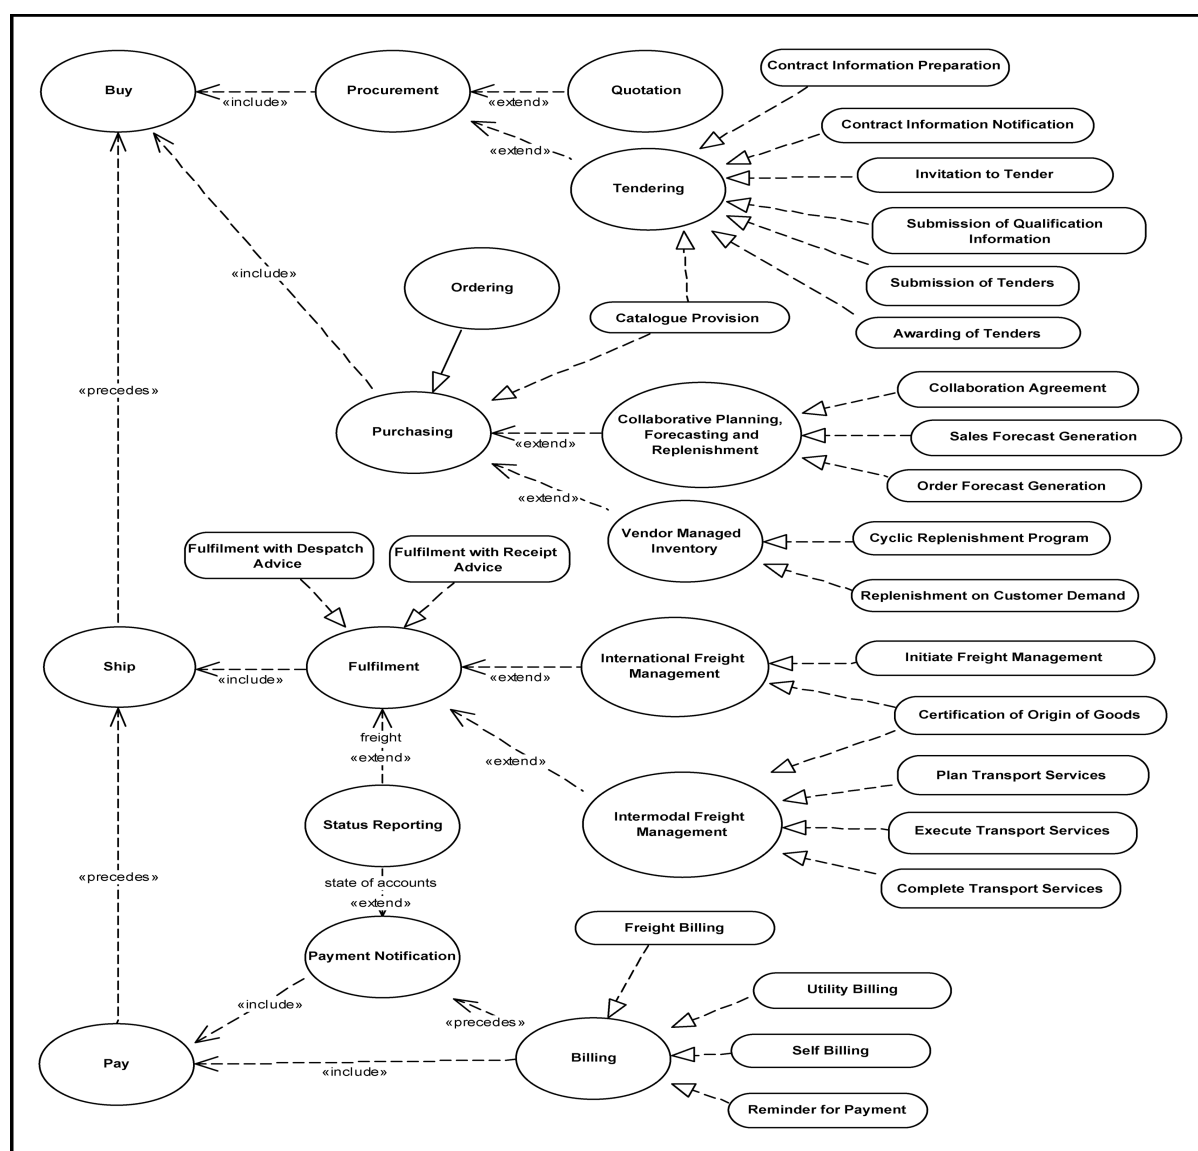 Buy
«include»
Procurement
«extend»
Quotation
Contract Information Preparation
Contract Information Notification
«extend»
Tendering
Invitation to Tender
Submission of Qualification
Information
Submission of Tenders
Awarding of Tenders
«include»
Ordering
Catalogue Provision
«precedes»
Purchasing
«extend»
Collaborative Planning,
Forecasting and
Replenishment
Collaboration Agreement
Sales Forecast Generation
Order Forecast Generation
«extend»
Vendor Managed
Inventory
Cyclic Replenishment Program
Replenishment on Customer Demand
Fulfilment with Despatch
Advice
Fulfilment with Receipt
Advice
Ship
«include»
Fulfilment
«extend»
International Freight
Management
Initiate Freight Management
Certification of Origin of Goods
freight
«extend»
«extend»
Status Reporting
Intermodal Freight
Management
Plan Transport Services
Execute Transport Services
Complete Transport Services
«precedes»
state of accounts
«extend»
Payment Notification
Freight Billing
Utility Billing
«include»
«precedes»
Pay
«include»
Billing
Self Billing
Reminder for Payment